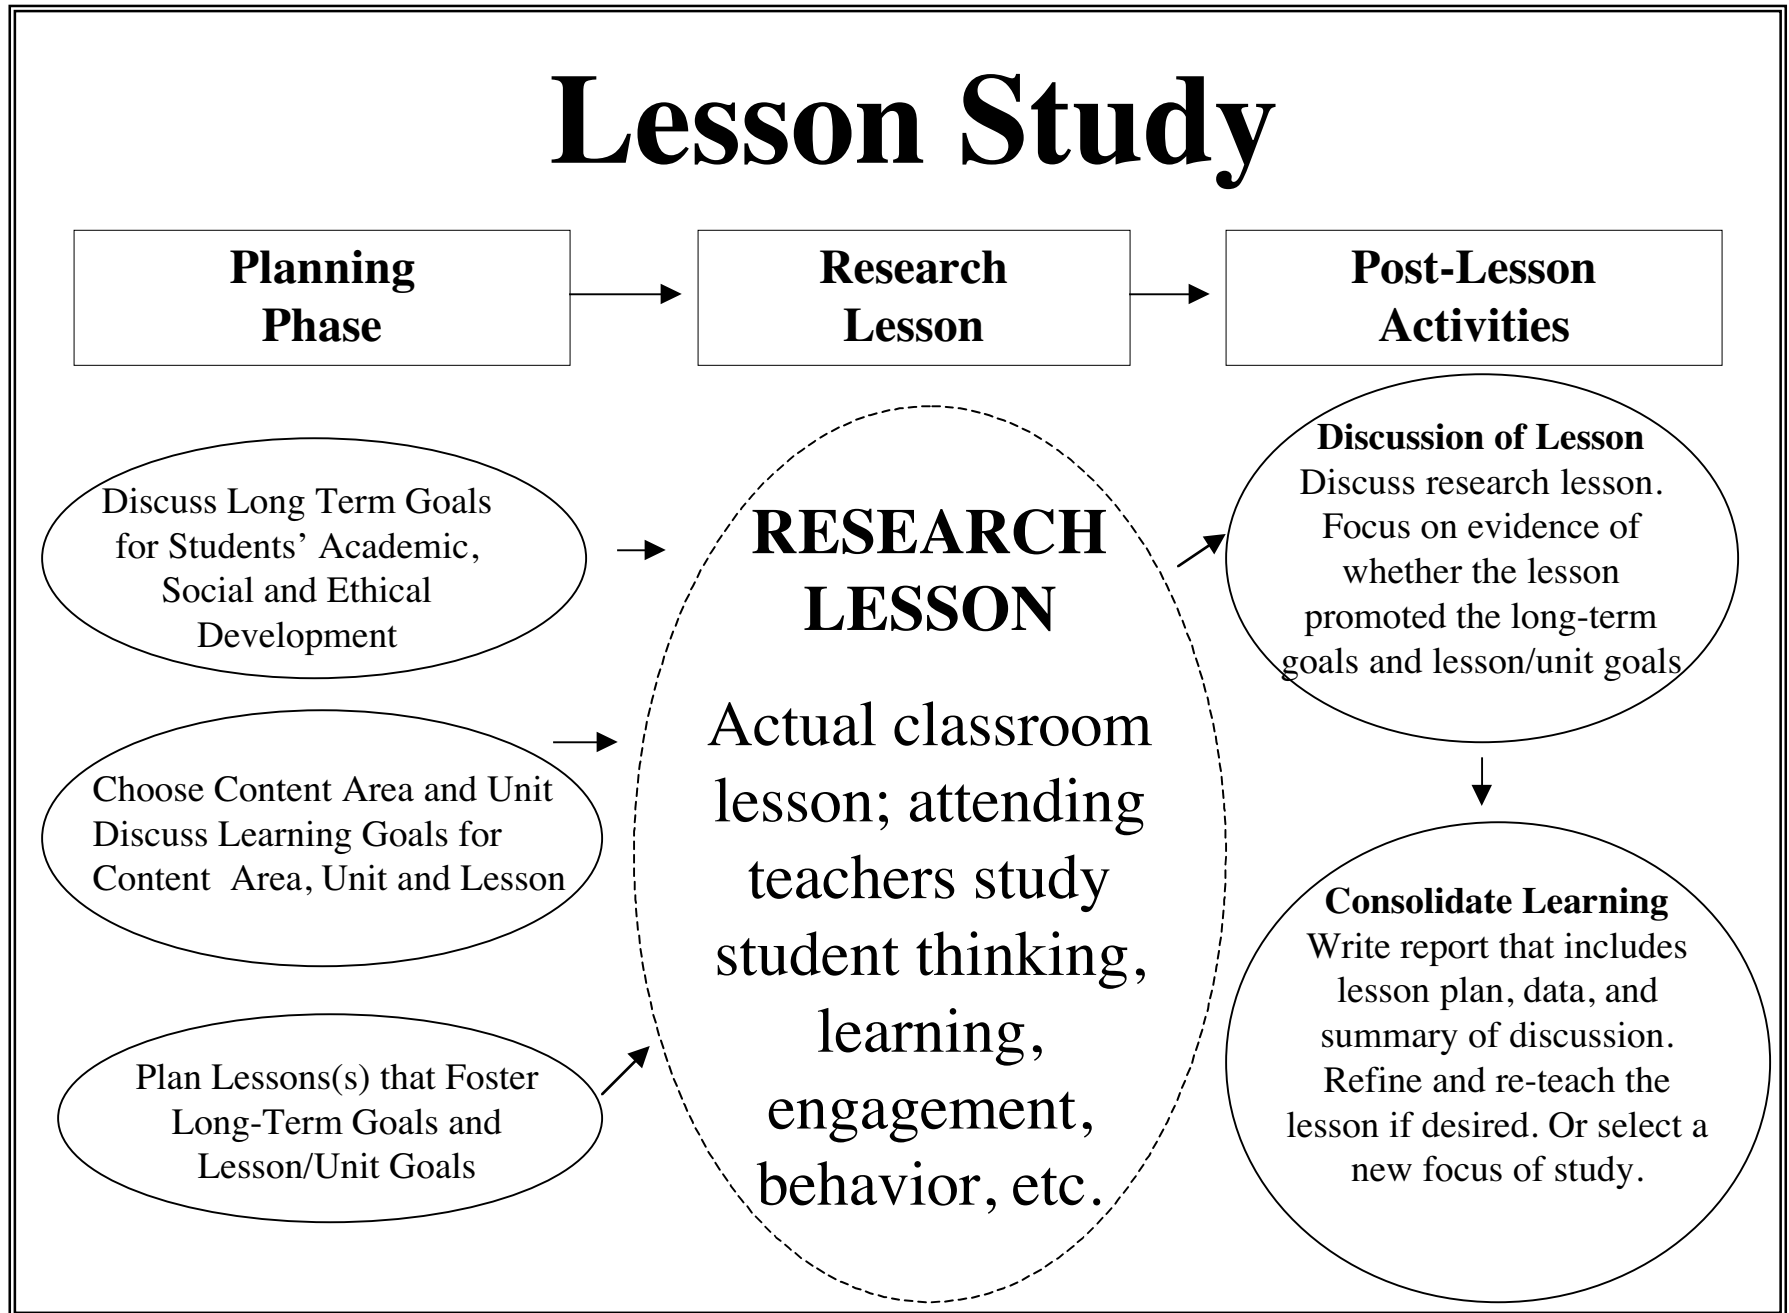 Lesson Study
Planning
Phase
Research
Lesson
Post-Lesson
Activities
Discuss Long Term Goals
for Students’ Academic,
Social and Ethical
Development
Choose Content Area and Unit
Discuss Learning Goals for
Content  Area, Unit and Lesson
Plan Lessons(s) that Foster
Long-Term Goals and
Lesson/Unit Goals
RESEARCH
LESSON
Actual classroom
lesson; attending
teachers study
student thinking,
learning,
engagement,
behavior, etc.
Discussion of Lesson
Discuss research lesson.
Focus on evidence of
whether the lesson
promoted the long-term
goals and lesson/unit goals
Consolidate Learning
Write report that includes
lesson plan, data, and
summary of discussion.
Refine and re-teach the
lesson if desired. Or select a
new focus of study.